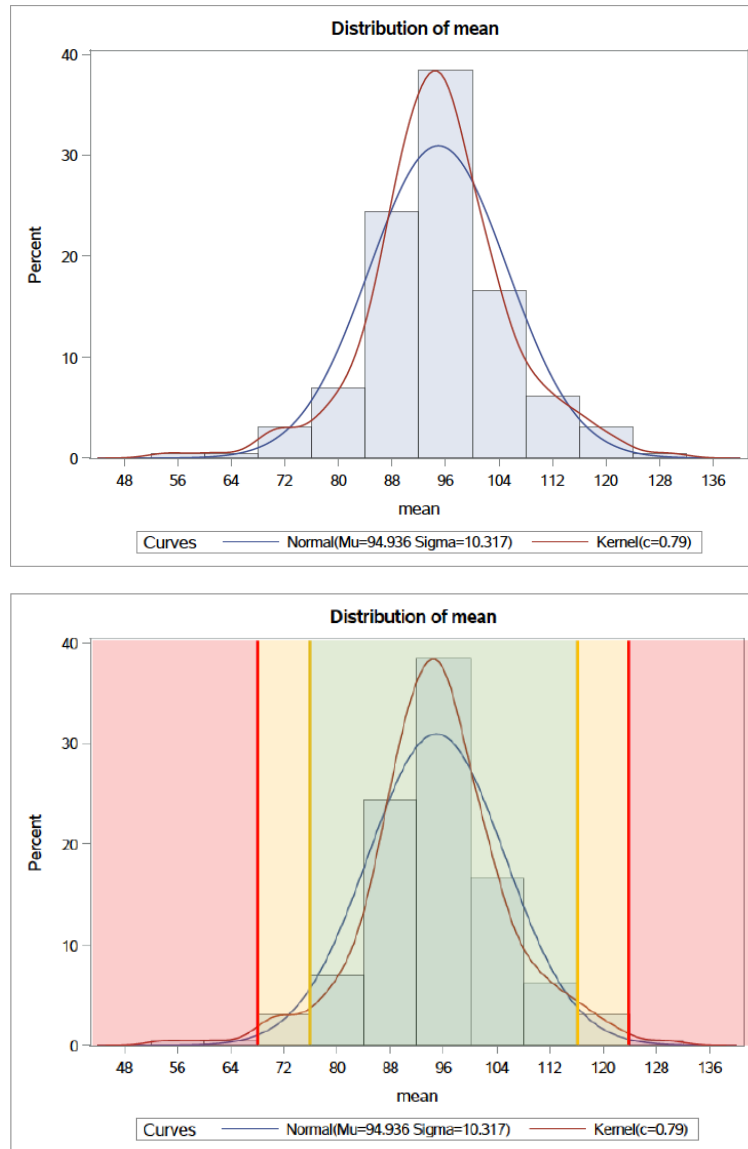 Distribution of mean
40
30
20
10
0
Percent
48 56 64 72 80 88 96 104 112 120 128 136
mean
Curves Normal(Mu=94.936 Sigma=10.317) Kernel(c=0.79)
Distribution of mean
40
30
20
10
0
Percent
48 56 64 72 80 88 96 104 112 120 128 136
mean
Curves Normal(Mu=94.936 Sigma=10.317) Kernel(c=0.79)